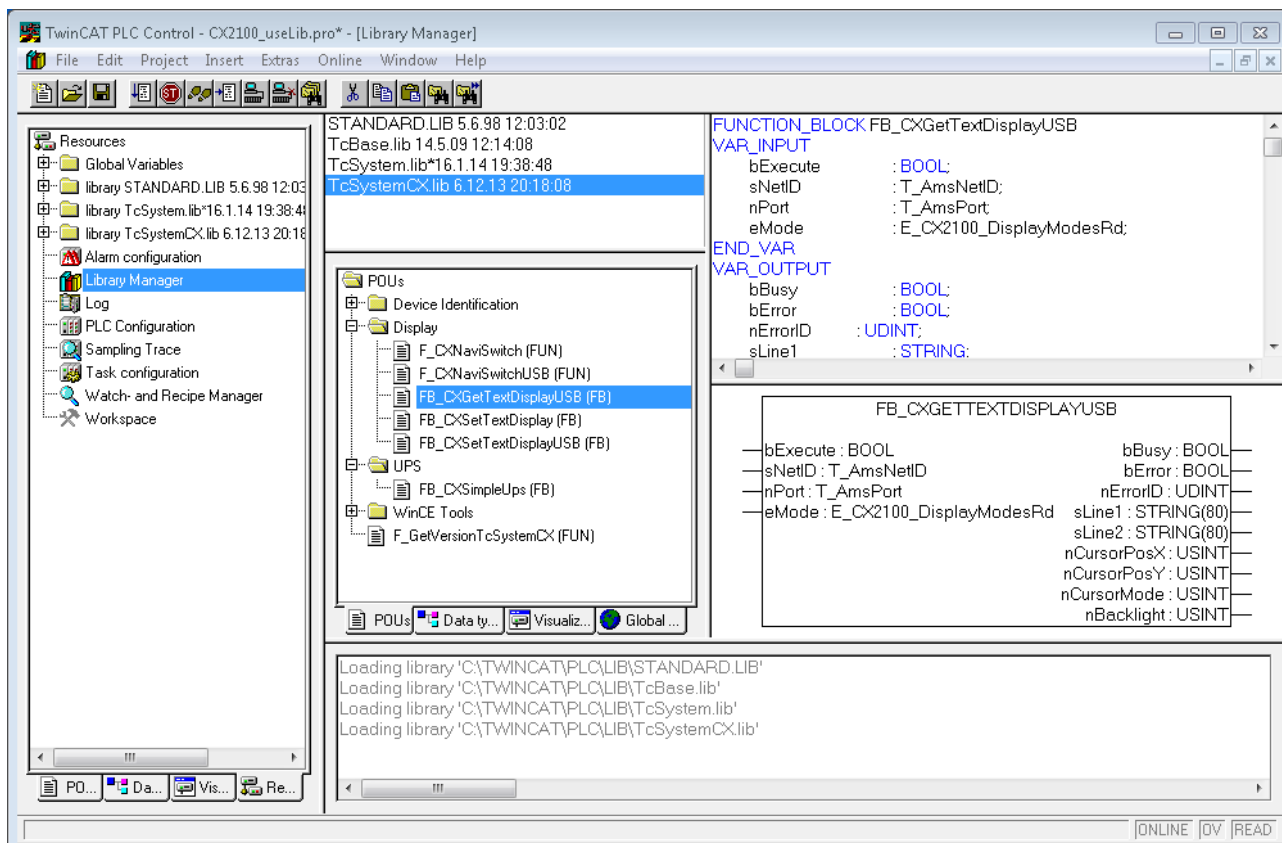 TwinCAT PLC Control - CX2100_useLib.pro* - [Library Manager]
File Edit Project Insert Extras Online Window Help
Resources
Global Variables
library STANDARD.LIB 5.6.98 12:03
library TcSystem.lib*16.1.14 19:38:4
library TcSystemCX.lib 6.12.13 20:18
Alarm configuration
Library Manager
Log
PLC Configuration
Sampling Trace
Task configuration
Watch- and Recipe Manager
Workspace
PO... Da... Vis... Re...
STANDARD.LIB 5.6.98 12:03:02
TcBase.lib 14.5.09 12:14:08
TcSystem.lib*16.1.14 19:38:48
TcSystemCX.lib 6.12.13 20:18:08
POUs
Device Identification
Display
F_CXNaviSwitch (FUN)
F_CXNaviSwitchUSB (FUN)
FB_CXGetTextDisplayUSB (FB)
FB_CXSetTextDisplay (FB)
FB_CXSetTextDisplayUSB (FB)
UPS
FB_CXSimpleUps (FB)
WinCE Tools
F_GetVersionTcSystemCX (FUN)
POUs Data ty... Visualiz... Global ...
FUNCTION_BLOCK FB_CXGetTextDisplayUSB
VAR_INPUT
bExecute : BOOL;
sNetID : T_AmsNetID;
nPort : T_AmsPort;
eMode : E_CX2100_DisplayModesRd;
END_VAR
VAR_OUTPUT
bBusy : BOOL;
bError : BOOL;
nErrorID : UDINT;
sLine1 : STRING;
FB_CXGETTEXTDISPLAYUSB
bExecute : BOOL bBusy : BOOL
sNetID : T_AmsNetID bError : BOOL
nPort : T_AmsPort nErrorID : UDINT
eMode : E_CX2100_DisplayModesRd sLine1 : STRING(80)
sLine2 : STRING(80)
nCursorPosX : USINT
nCursorPosY : USINT
nCursorMode : USINT
nBacklight : USINT
Loading library 'C:\TWINCAT\PLC\LIB\STANDARD.LIB'
Loading library 'C:\TWINCAT\PLC\LIB\TcBase.lib'
Loading library 'C:\TWINCAT\PLC\LIB\TcSystem.lib'
Loading library 'C:\TWINCAT\PLC\LIB\TcSystemCX.lib'
ONLINE OV READ